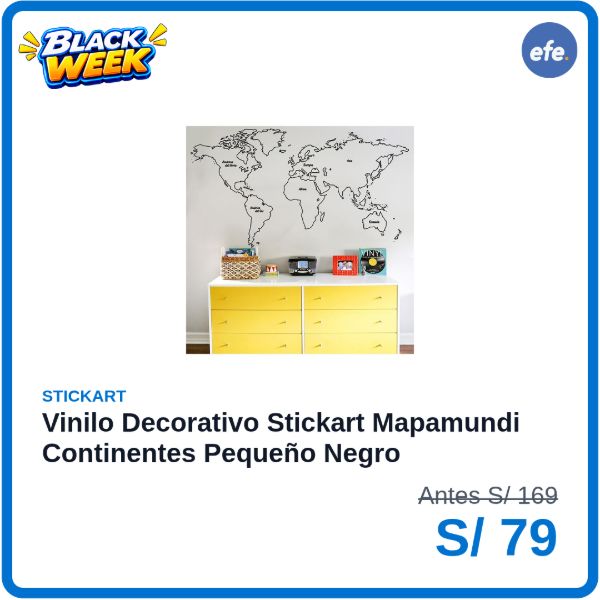 BLACK
WEEK
efe.
STICKART
Vinilo Decorativo Stickart Mapamundi
Continentes Pequeño Negro
Antes S/ 169
S/ 79